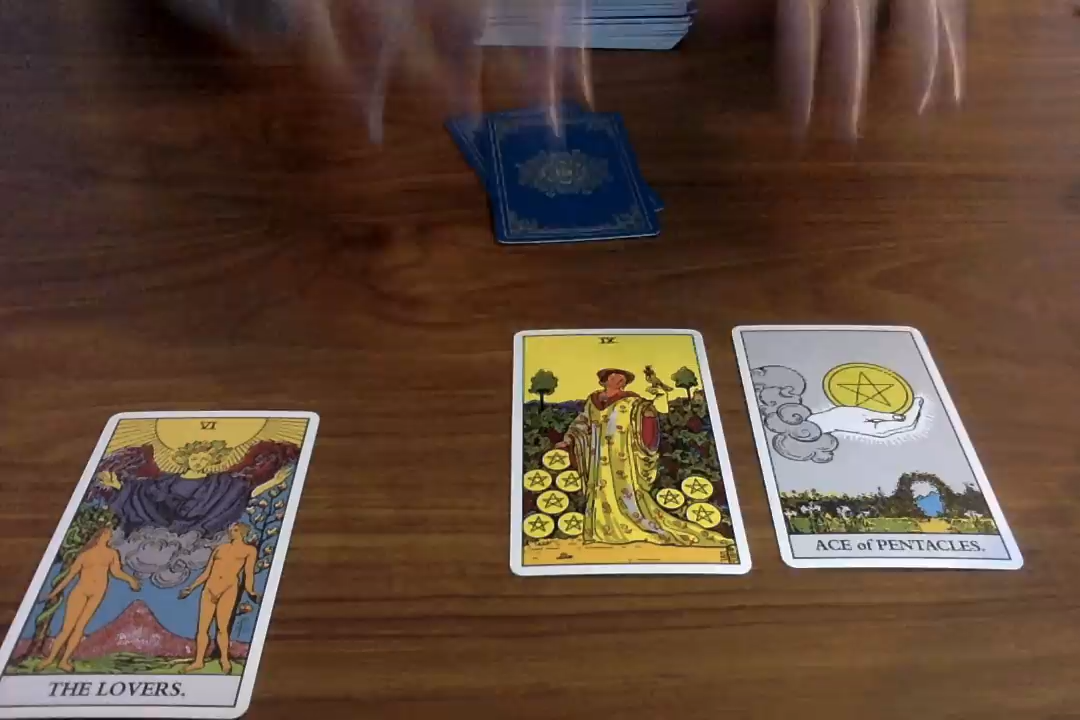 VI
THE LOVERS.
IX
ACE of PENTACLES.